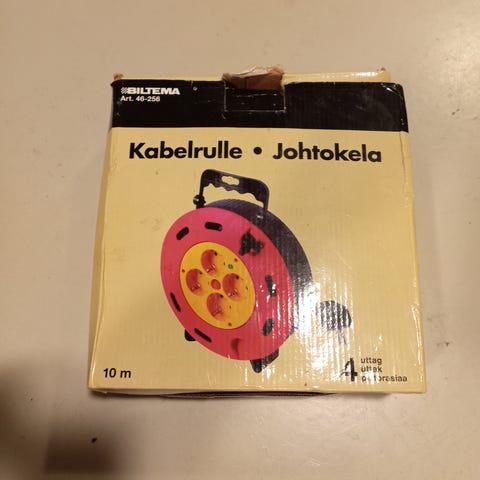 BILTEMA
Art. 46-256
Kabelrulle • Johtokela
10 m
4 uttag
uttak
pistorasiaa